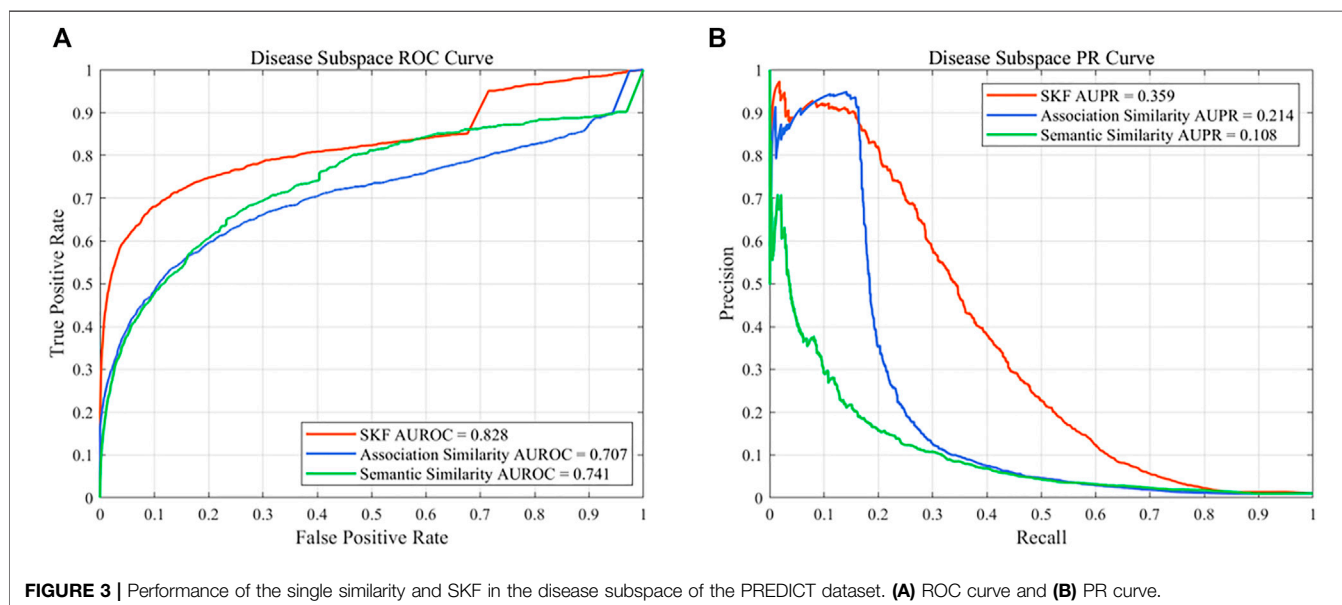 A
Disease Subspace ROC Curve
1
0.9
0.8
0.7
0.6
0.5
0.4
0.3
0.2
0.1
0
True Positive Rate
SKF AUROC = 0.828
Association Similarity AUROC = 0.707
Semantic Similarity AUROC = 0.741
0 0.1 0.2 0.3 0.4 0.5 0.6 0.7 0.8 0.9 1
False Positive Rate
B
Disease Subspace PR Curve
1
0.9
0.8
0.7
0.6
0.5
0.4
0.3
0.2
0.1
0
Precision
SKF AUPR = 0.359
Association Similarity AUPR = 0.214
Semantic Similarity AUPR = 0.108
0 0.1 0.2 0.3 0.4 0.5 0.6 0.7 0.8 0.9 1
Recall
FIGURE 3 | Performance of the single similarity and SKF in the disease subspace of the PREDICT dataset. (A) ROC curve and (B) PR curve.